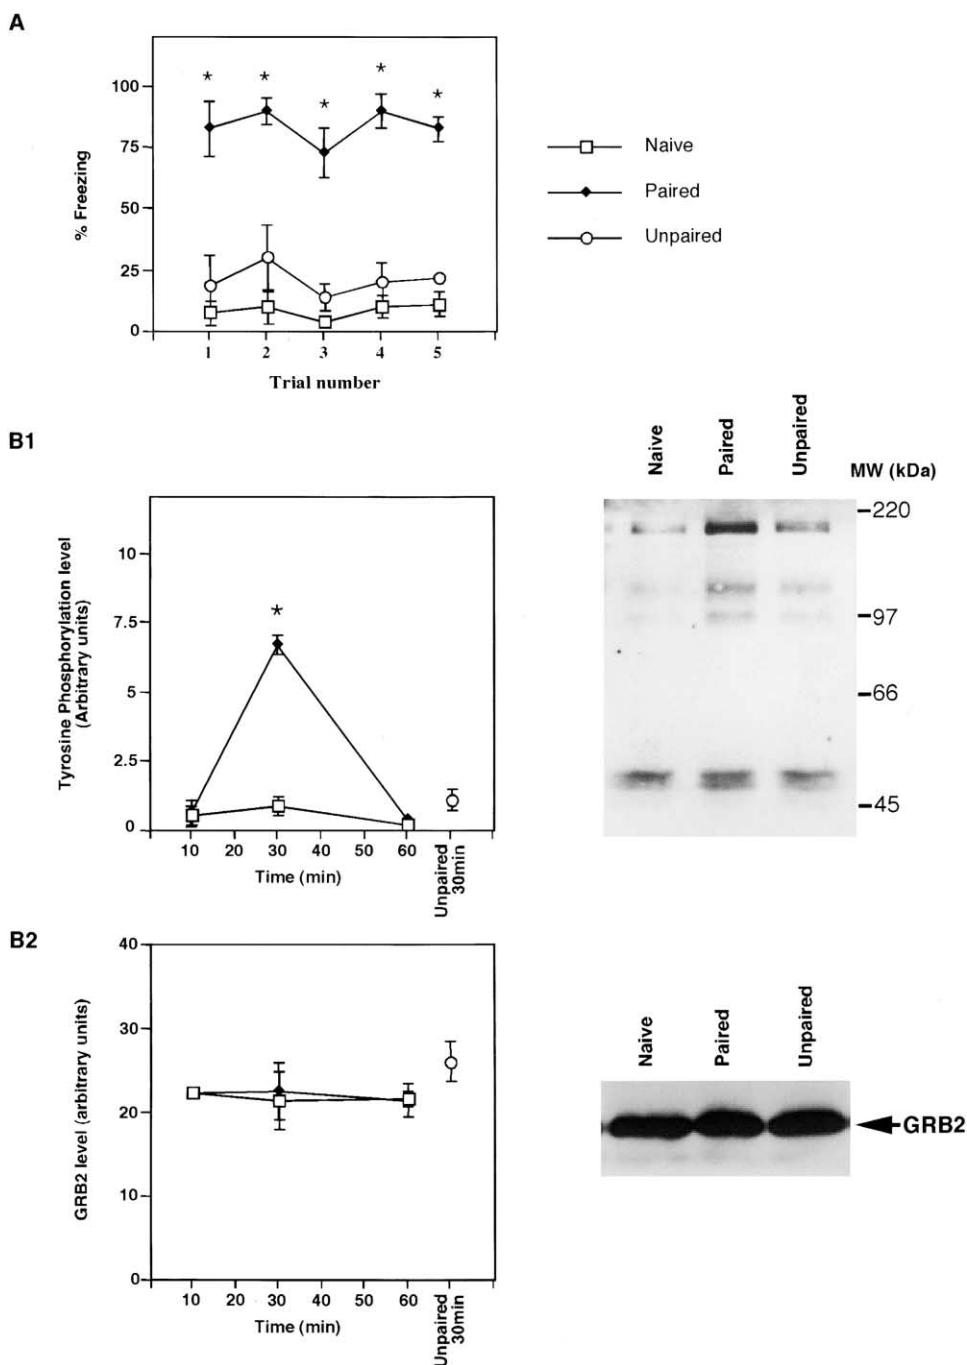 A
% Freezing
100
75
50
25
0
* * * * *
1 2 3 4 5
Trial number
Naive
Paired
Unpaired
B1
Tyrosine Phosphorylation level
(Arbitrary units)
10
7.5
5
2.5
0
*
10 20 30 40 50 60
Unpaired
30min
Time (min)
Naive
Paired
Unpaired
MW (kDa)
220
97
66
45
B2
GRB2 level (arbitrary units)
40
30
20
10
0
10 20 30 40 50 60
Unpaired
30min
Time (min)
Naive
Paired
Unpaired
GRB2